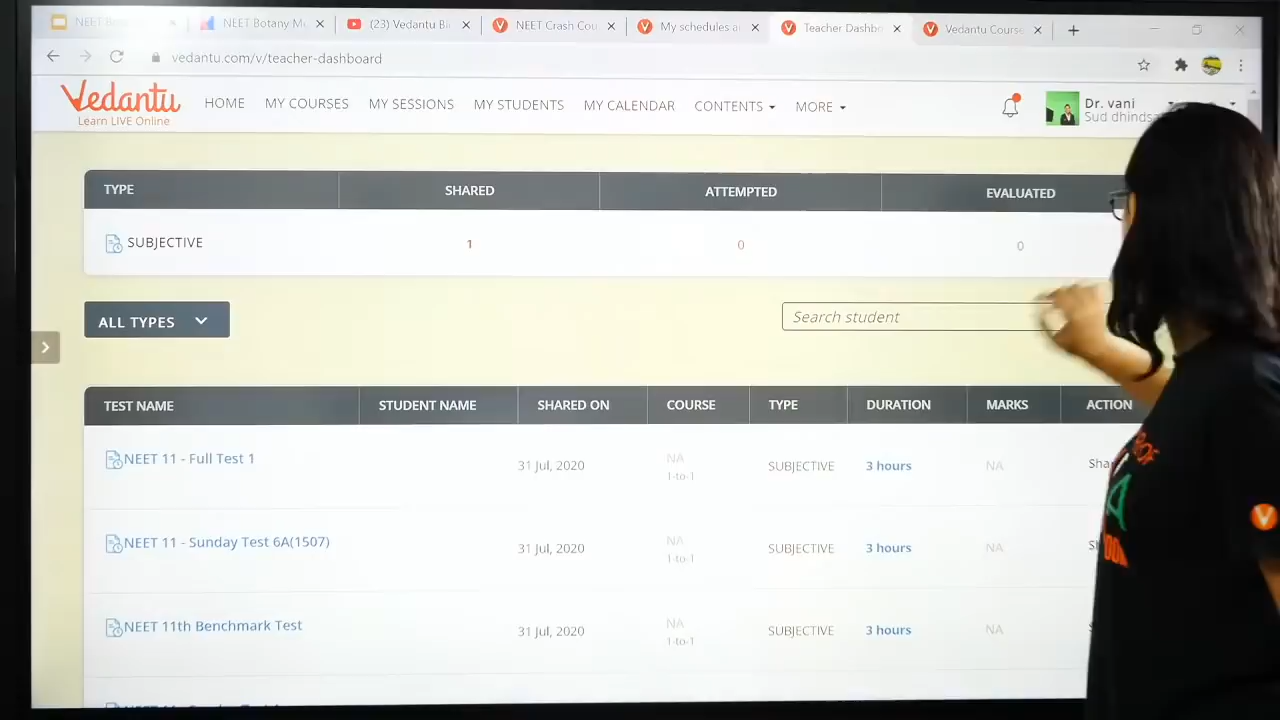 NEET Botany M
(23) Vedantu Bi
NEET Crash Cou
My schedules a
Teacher Dashbo
Vedantu Course
vedantu.com/v/teacher-dashboard
Vedantu
Learn LIVE Online
HOME
MY COURSES
MY SESSIONS
MY STUDENTS
MY CALENDAR
CONTENTS
MORE
Dr. vani
Sud dhinds
TYPE SHARED ATTEMPTED EVALUATED
SUBJECTIVE 1 0 0
ALL TYPES
Search student
TEST NAME STUDENT NAME SHARED ON COURSE TYPE DURATION MARKS ACTION
NEET 11 - Full Test 1 31 Jul, 2020 NA 1-to-1 SUBJECTIVE 3 hours NA Sha
NEET 11 - Sunday Test 6A(1507) 31 Jul, 2020 NA 1-to-1 SUBJECTIVE 3 hours NA
NEET 11th Benchmark Test 31 Jul, 2020 NA 1-to-1 SUBJECTIVE 3 hours NA